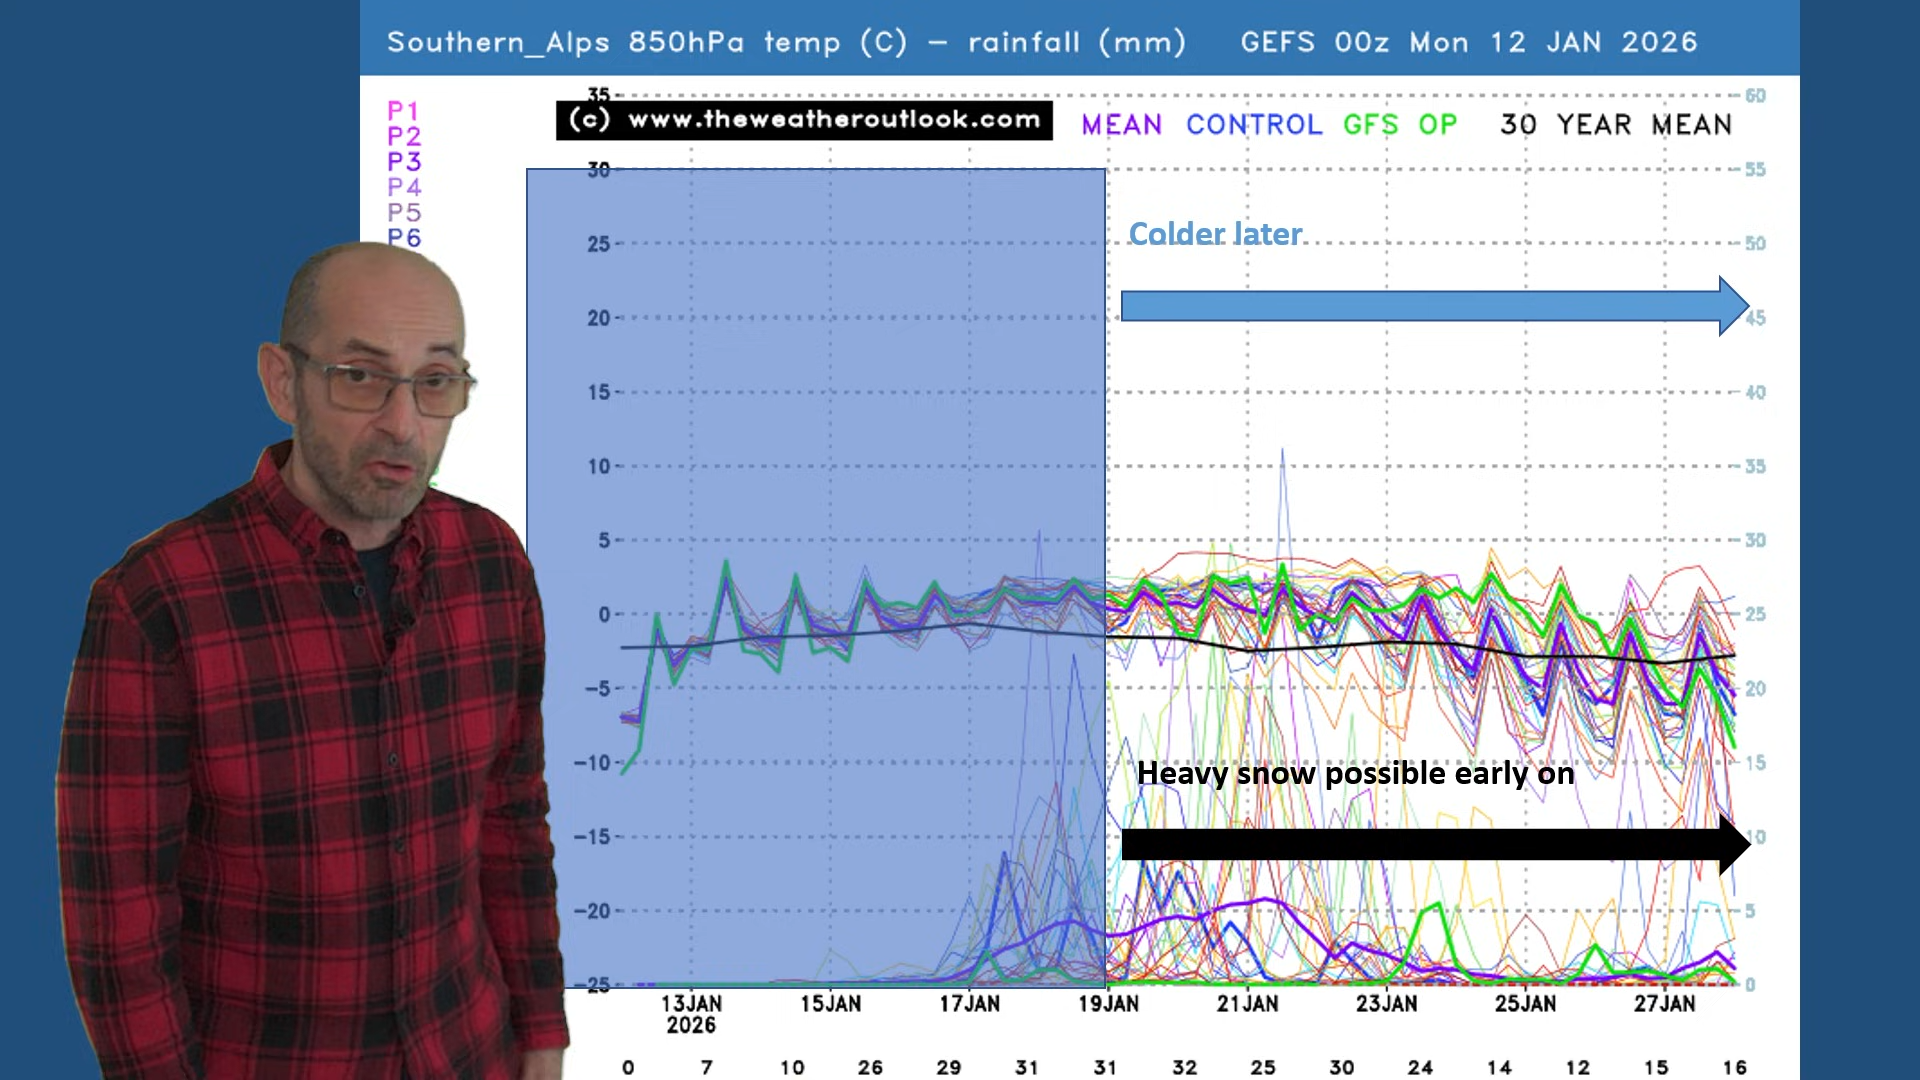 Southern_Alps 850hPa temp (C) – rainfall (mm) GEFS 00z Mon 12 JAN 2026
(c) www.theweatheroutlook.com
MEAN CONTROL GFS OP 30 YEAR MEAN
P1
P2
P3
P4
P5
P6
35
30
25
20
15
10
5
0
-5
-10
-15
-20
-25
60
55
50
45
40
35
30
25
20
15
10
5
0
Colder later
Heavy snow possible early on
13JAN 15JAN 17JAN 19JAN 21JAN 23JAN 25JAN 27JAN
2026
0 7 10 26 29 31 31 32 25 30 24 14 12 15 16